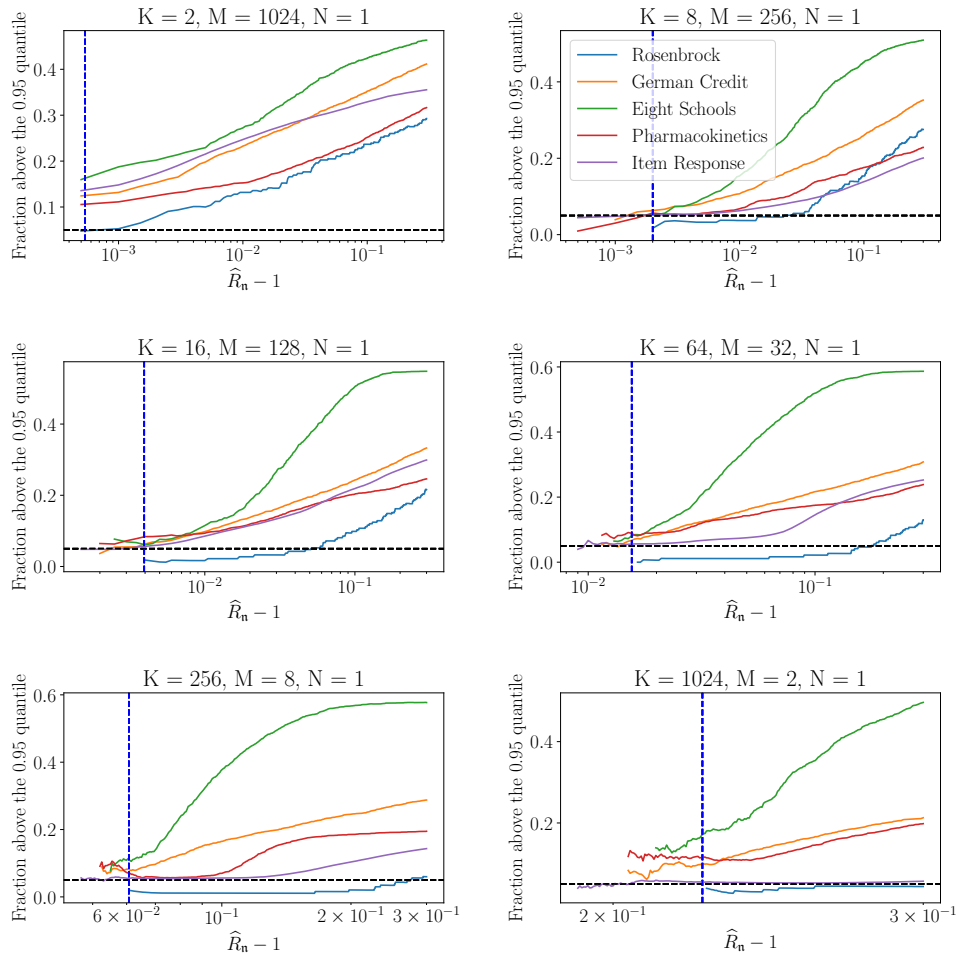 K = 2, M = 1024, N = 1
Fraction above the 0.95 quantile
0.4
0.3
0.2
0.1
10⁻³
10⁻²
10⁻¹
R̂ₙ − 1
K = 8, M = 256, N = 1
Fraction above the 0.95 quantile
0.4
0.2
0.0
Rosenbrock
German Credit
Eight Schools
Pharmacokinetics
Item Response
10⁻³
10⁻²
10⁻¹
R̂ₙ − 1
K = 16, M = 128, N = 1
Fraction above the 0.95 quantile
0.4
0.2
0.0
10⁻²
10⁻¹
R̂ₙ − 1
K = 64, M = 32, N = 1
Fraction above the 0.95 quantile
0.6
0.4
0.2
0.0
10⁻²
10⁻¹
R̂ₙ − 1
K = 256, M = 8, N = 1
Fraction above the 0.95 quantile
0.6
0.4
0.2
0.0
6 × 10⁻²
10⁻¹
2 × 10⁻¹
3 × 10⁻¹
R̂ₙ − 1
K = 1024, M = 2, N = 1
Fraction above the 0.95 quantile
0.4
0.2
2 × 10⁻¹
3 × 10⁻¹
R̂ₙ − 1